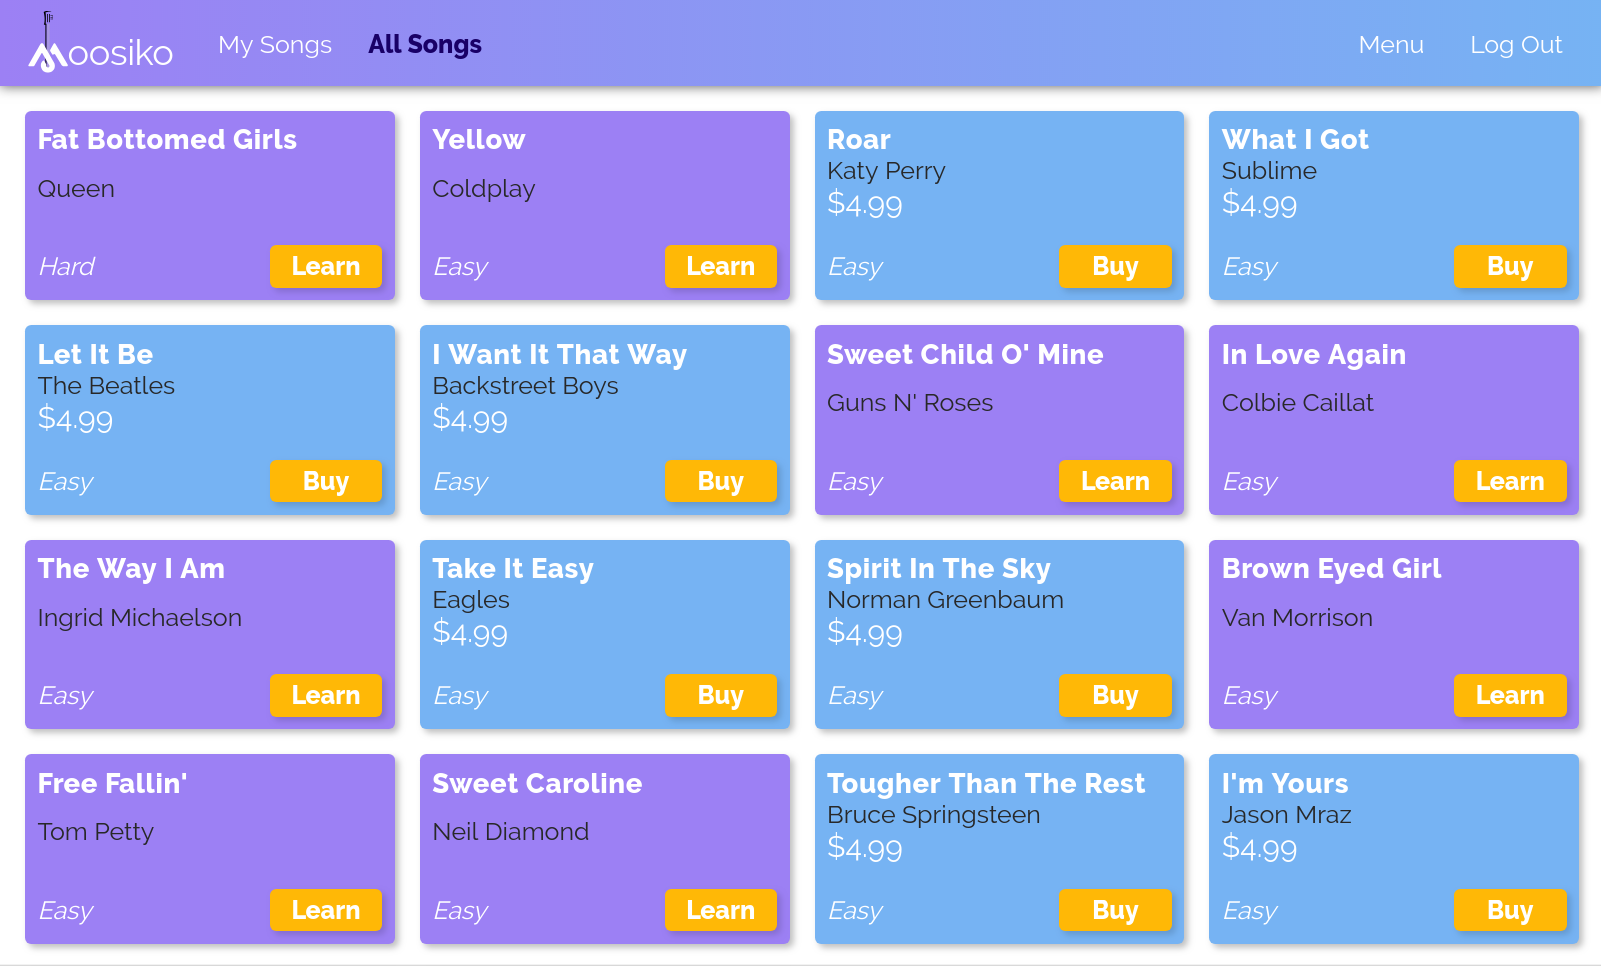 Moosiko
My Songs
All Songs
Menu
Log Out
Fat Bottomed Girls
Queen
Hard
Learn
Yellow
Coldplay
Easy
Learn
Roar
Katy Perry
$4.99
Easy
Buy
What I Got
Sublime
$4.99
Easy
Buy
Let It Be
The Beatles
$4.99
Easy
Buy
I Want It That Way
Backstreet Boys
$4.99
Easy
Buy
Sweet Child O' Mine
Guns N' Roses
Easy
Learn
In Love Again
Colbie Caillat
Easy
Learn
The Way I Am
Ingrid Michaelson
Easy
Learn
Take It Easy
Eagles
$4.99
Easy
Buy
Spirit In The Sky
Norman Greenbaum
$4.99
Easy
Buy
Brown Eyed Girl
Van Morrison
Easy
Learn
Free Fallin'
Tom Petty
Easy
Learn
Sweet Caroline
Neil Diamond
Easy
Learn
Tougher Than The Rest
Bruce Springsteen
$4.99
Easy
Buy
I'm Yours
Jason Mraz
$4.99
Easy
Buy